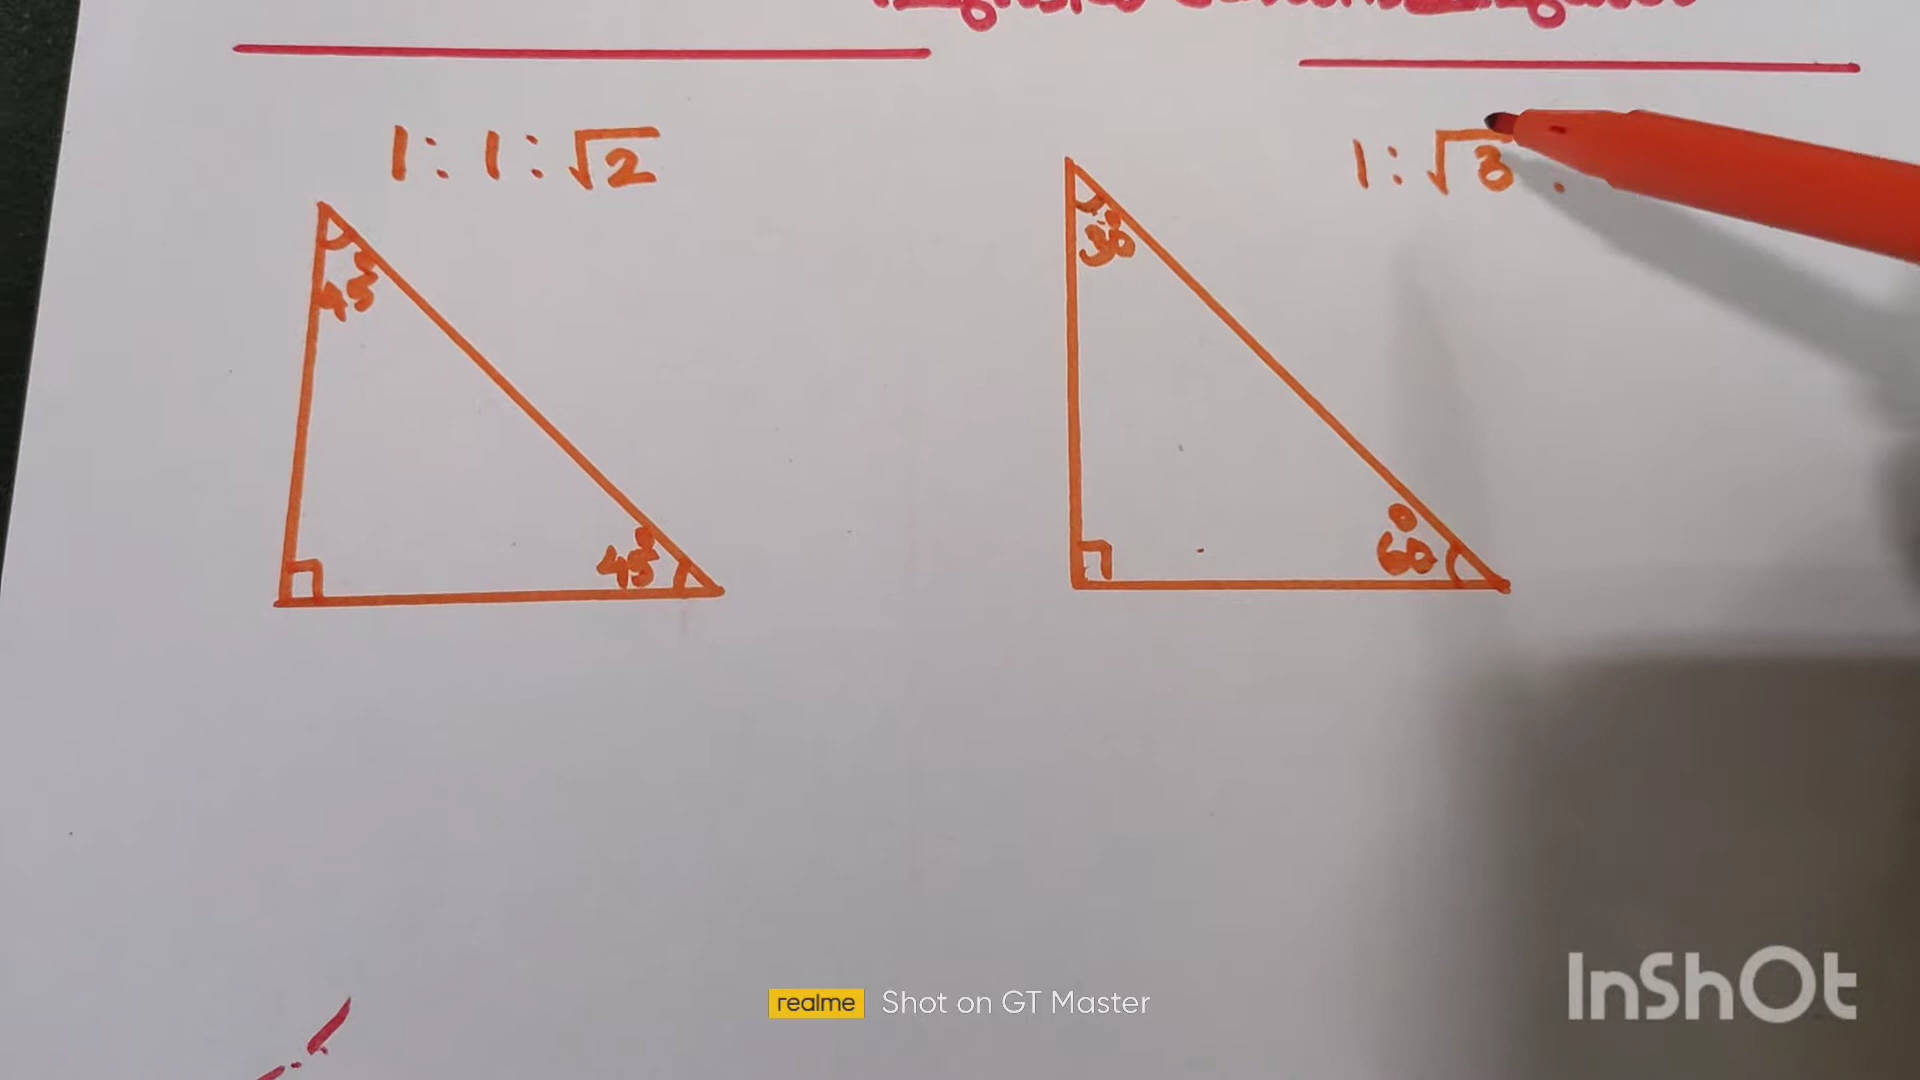 1 : 1 : √2
1 : √3 :
45
30°
45°
60°
realme Shot on GT Master
InShOt